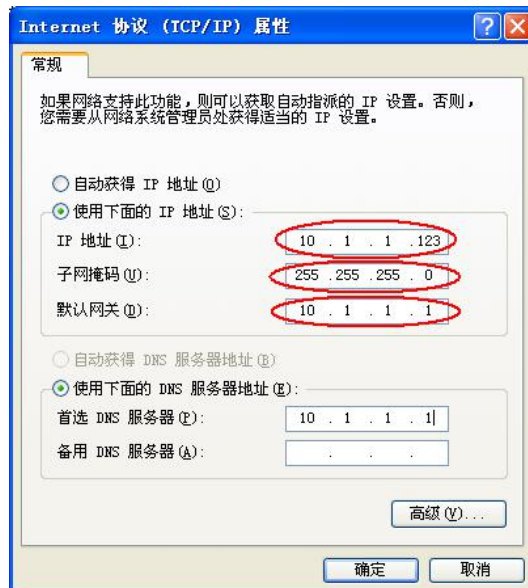 Internet 协议 (TCP/IP) 属性
常规
如果网络支持此功能，则可以获取自动指派的 IP 设置。否则，
您需要从网络系统管理员处获得适当的 IP 设置。
自动获得 IP 地址(O)
使用下面的 IP 地址(S):
IP 地址(I): 10 . 1 . 1 .123
子网掩码(U): 255 .255 .255 . 0
默认网关(D): 10 . 1 . 1 . 1
自动获得 DNS 服务器地址(B)
使用下面的 DNS 服务器地址(E):
首选 DNS 服务器(P): 10 . 1 . 1 . 1
备用 DNS 服务器(A): . . .
高级(V)...
确定 取消